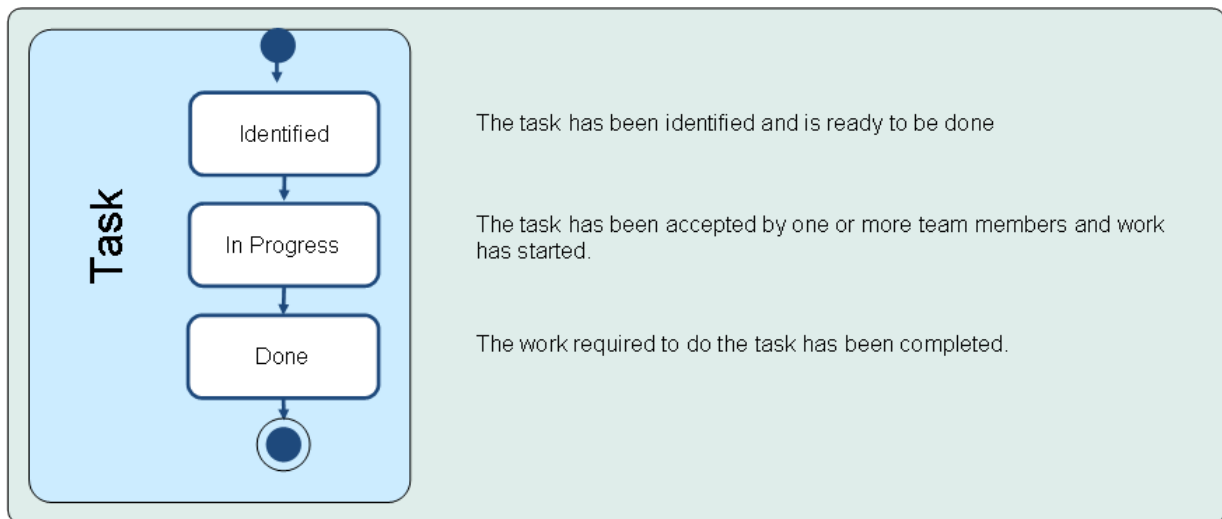 Task
Identified
The task has been identified and is ready to be done
In Progress
The task has been accepted by one or more team members and work
has started.
Done
The work required to do the task has been completed.